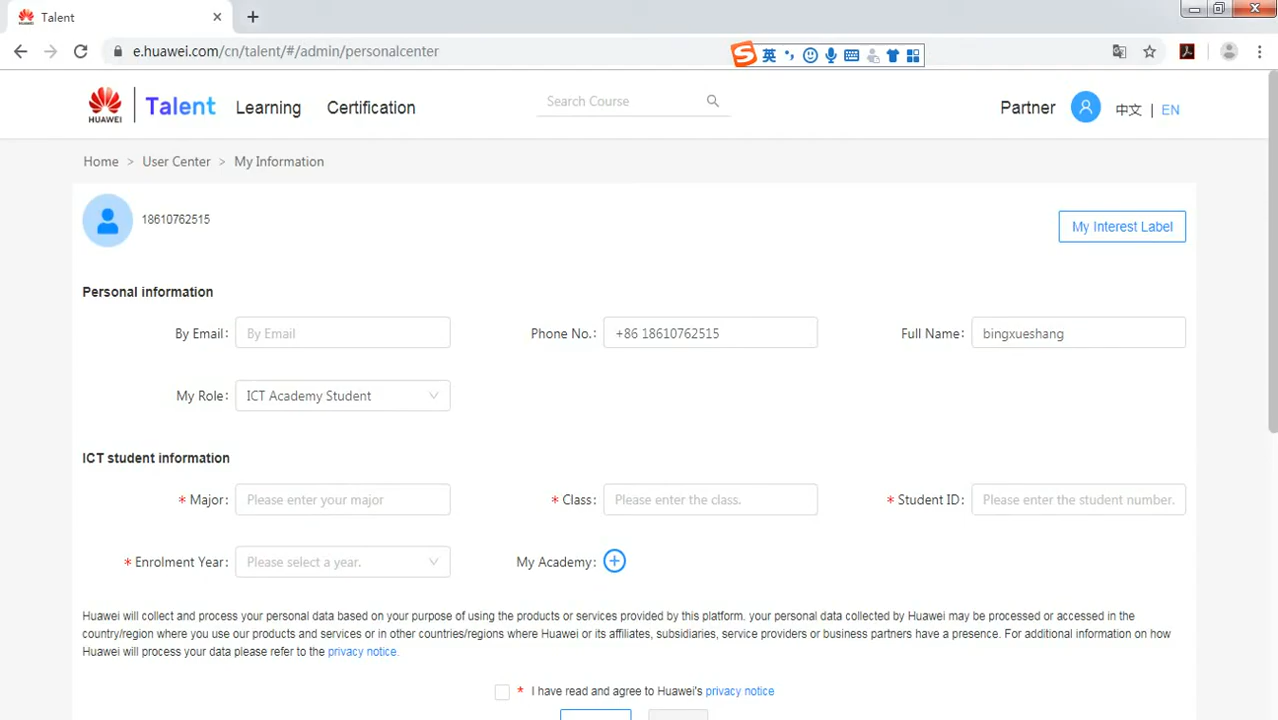 Talent
e.huawei.com/cn/talent/#/admin/personalcenter
英
HUAWEI
Talent
Learning
Certification
Search Course
Partner
中文 | EN
Home > User Center > My Information
18610762515
My Interest Label
Personal information
By Email: By Email
Phone No.: +86 18610762515
Full Name: bingxueshang
My Role: ICT Academy Student
ICT student information
* Major: Please enter your major
* Class: Please enter the class.
* Student ID: Please enter the student number.
* Enrolment Year: Please select a year.
My Academy:
Huawei will collect and process your personal data based on your purpose of using the products or services provided by this platform, your personal data collected by Huawei may be processed or accessed in the
country/region where you use our products and services or in other countries/regions where Huawei or its affiliates, subsidiaries, service providers or business partners have a presence. For additional information on how
Huawei will process your data please refer to the privacy notice.
* I have read and agree to Huawei's privacy notice